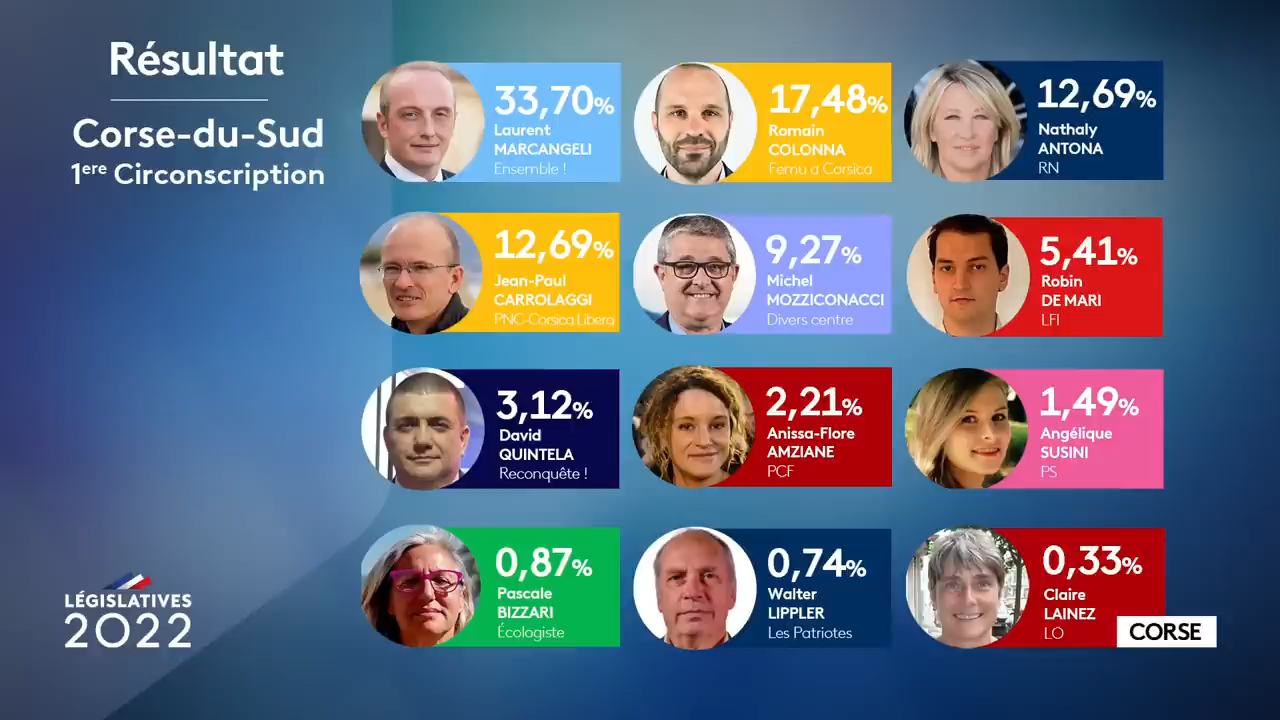 Résultat
Corse-du-Sud
1ere Circonscription
33,70%
Laurent
MARCANGELI
Ensemble !
17,48%
Romain
COLONNA
Femu a Corsica
12,69%
Nathaly
ANTONA
RN
12,69%
Jean-Paul
CARROLAGGI
PNC-Corsica Libera
9,27%
Michel
MOZZICONACCI
Divers centre
5,41%
Robin
DE MARI
LFI
3,12%
David
QUINTELA
Reconquête !
2,21%
Anissa-Flore
AMZIANE
PCF
1,49%
Angélique
SUSINI
PS
0,87%
Pascale
BIZZARI
Écologiste
0,74%
Walter
LIPPLER
Les Patriotes
0,33%
Claire
LAINEZ
LO
LÉGISLATIVES
2022
CORSE